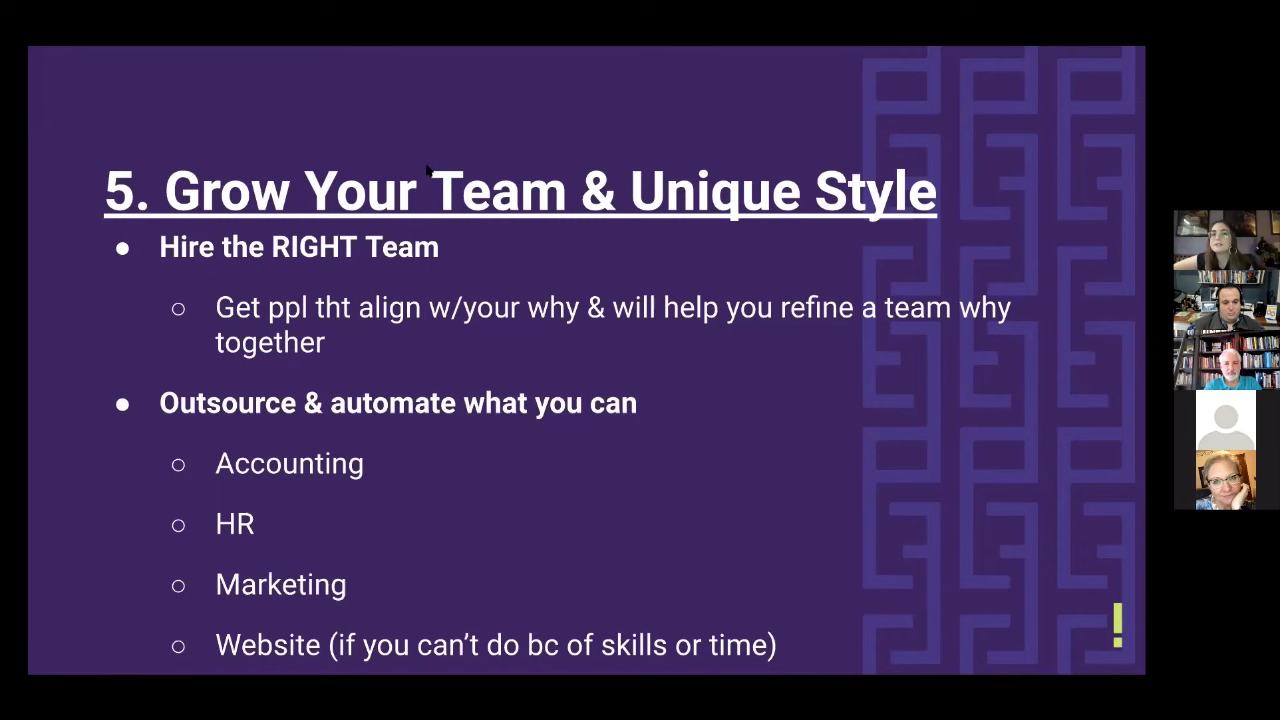 5. Grow Your Team & Unique Style
● Hire the RIGHT Team
○ Get ppl tht align w/your why & will help you refine a team why
together
● Outsource & automate what you can
○ Accounting
○ HR
○ Marketing
○ Website (if you can't do bc of skills or time)
!